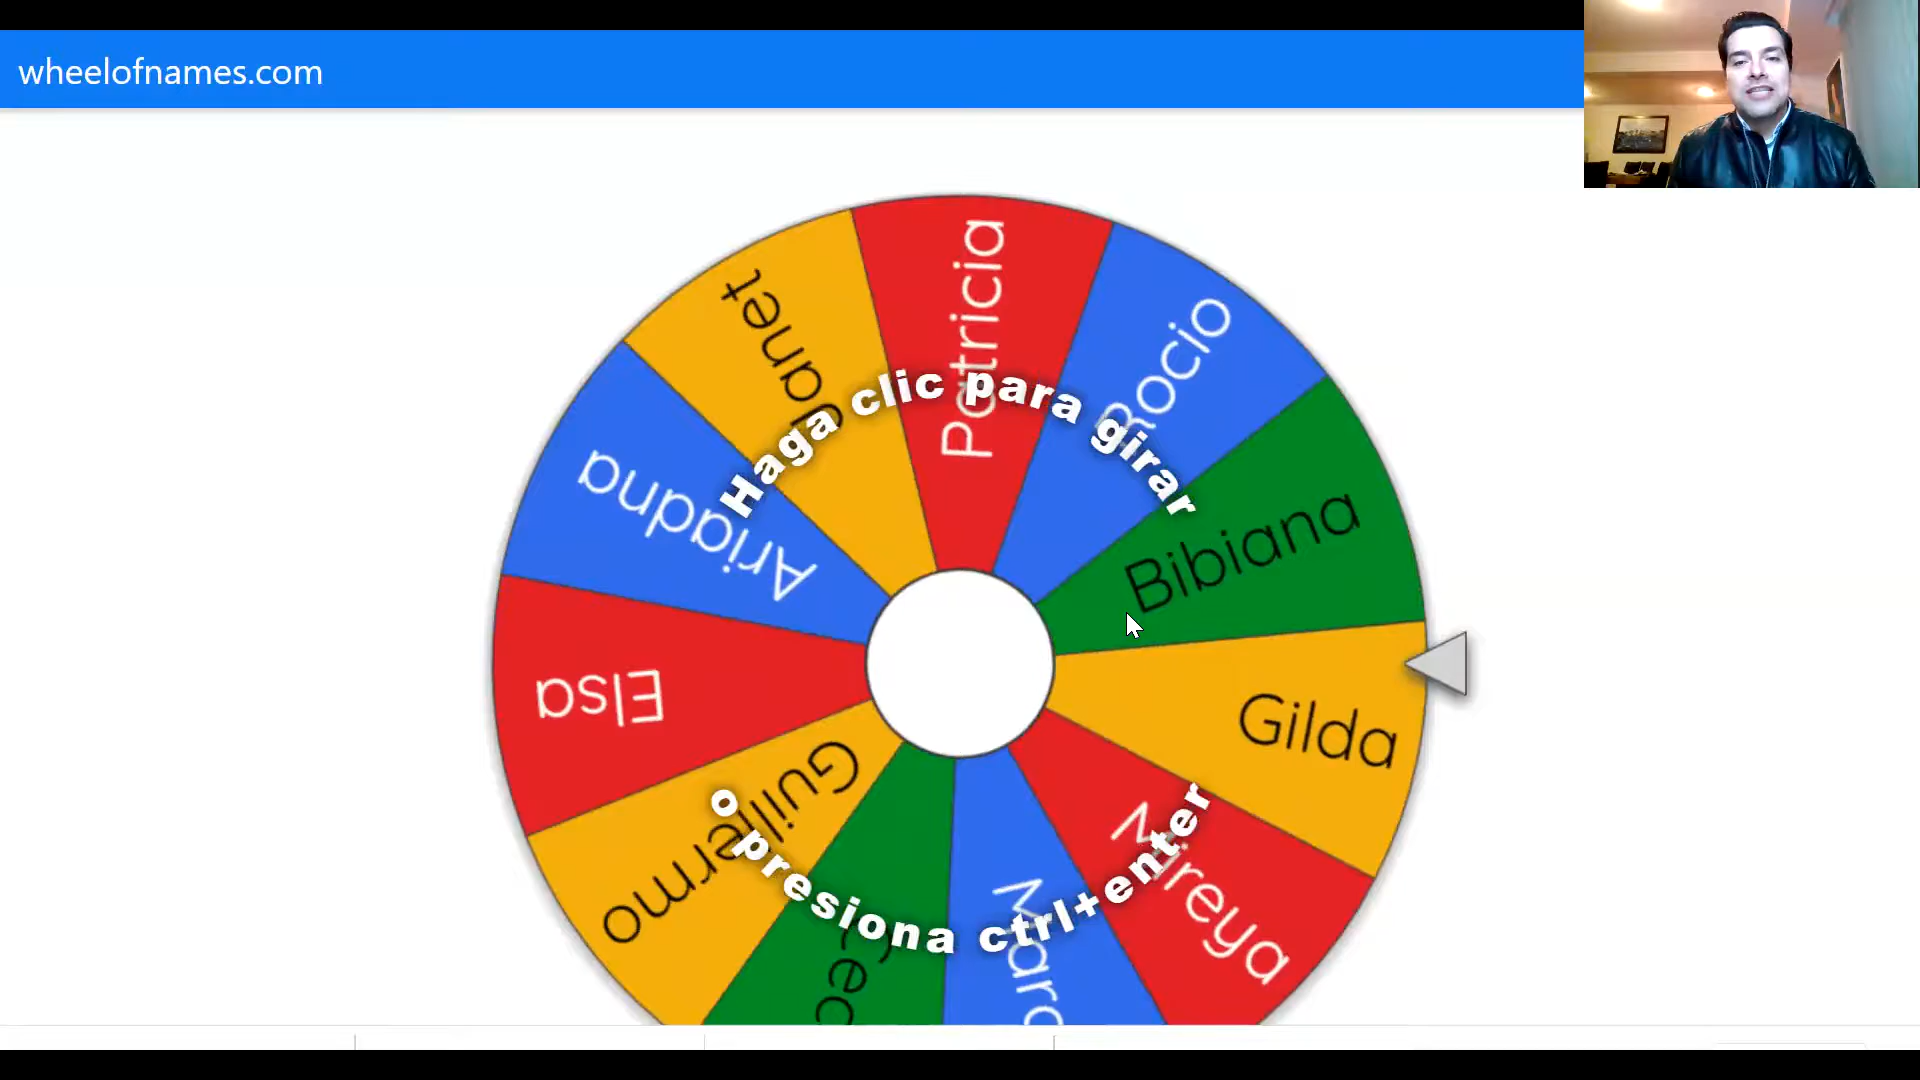 wheelofnames.com
Patricia
Rocio
Bibiana
Gilda
Mireya
Guillermo
Elsa
Ariadna
Janet
Haga clic para girar
o presiona ctrl+enter